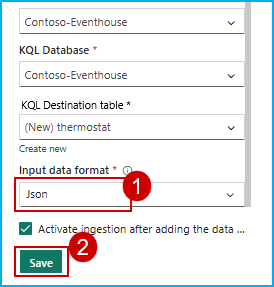 Contoso-Eventhouse
KQL Database *
Contoso-Eventhouse
KQL Destination table *
(New) thermostat
Create new
Input data format *
1
Json
Activate ingestion after adding the data ...
2
Save